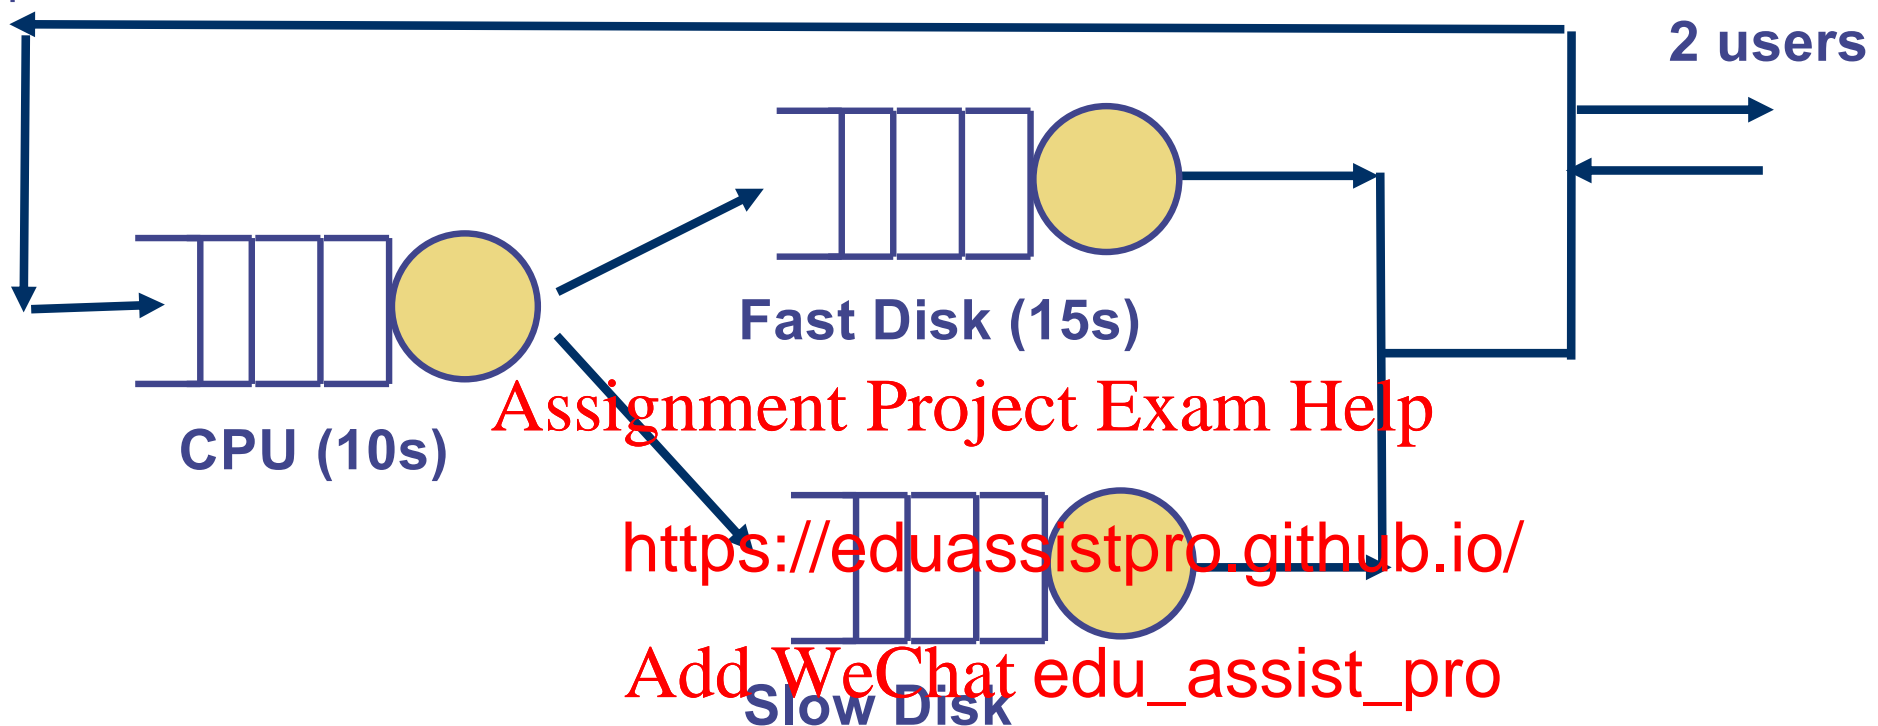 2 users
Fast Disk (15s)
Assignment Project Exam Help
CPU (10s)
https://eduassistpro.github.io/
Add WeChat edu_assist_pro
Slow Disk